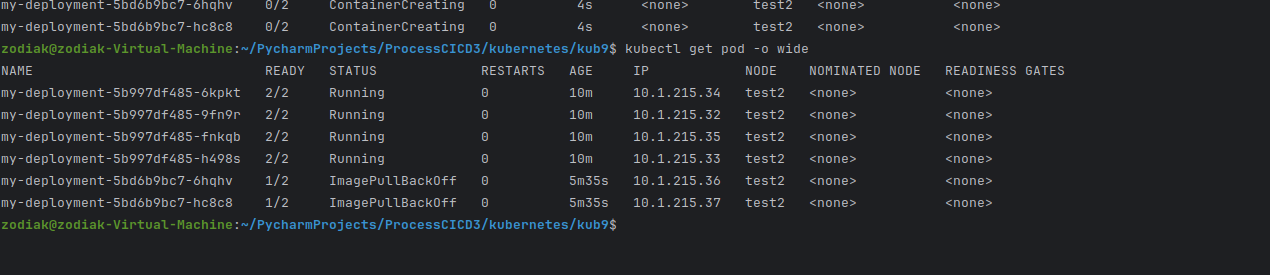 my-deployment-5bd6b9bc7-6hqhv 0/2 ContainerCreating 0 4s <none> test2 <none> <none>
my-deployment-5bd6b9bc7-hc8c8 0/2 ContainerCreating 0 4s <none> test2 <none> <none>
zodiak@zodiak-Virtual-Machine:~/PycharmProjects/ProcessCICD3/kubernetes/kub9$ kubectl get pod -o wide
NAME READY STATUS RESTARTS AGE IP NODE NOMINATED NODE READINESS GATES
my-deployment-5b997df485-6kpkt 2/2 Running 0 10m 10.1.215.34 test2 <none> <none>
my-deployment-5b997df485-9fn9r 2/2 Running 0 10m 10.1.215.32 test2 <none> <none>
my-deployment-5b997df485-fnkqb 2/2 Running 0 10m 10.1.215.35 test2 <none> <none>
my-deployment-5b997df485-h498s 2/2 Running 0 10m 10.1.215.33 test2 <none> <none>
my-deployment-5bd6b9bc7-6hqhv 1/2 ImagePullBackOff 0 5m35s 10.1.215.36 test2 <none> <none>
my-deployment-5bd6b9bc7-hc8c8 1/2 ImagePullBackOff 0 5m35s 10.1.215.37 test2 <none> <none>
zodiak@zodiak-Virtual-Machine:~/PycharmProjects/ProcessCICD3/kubernetes/kub9$